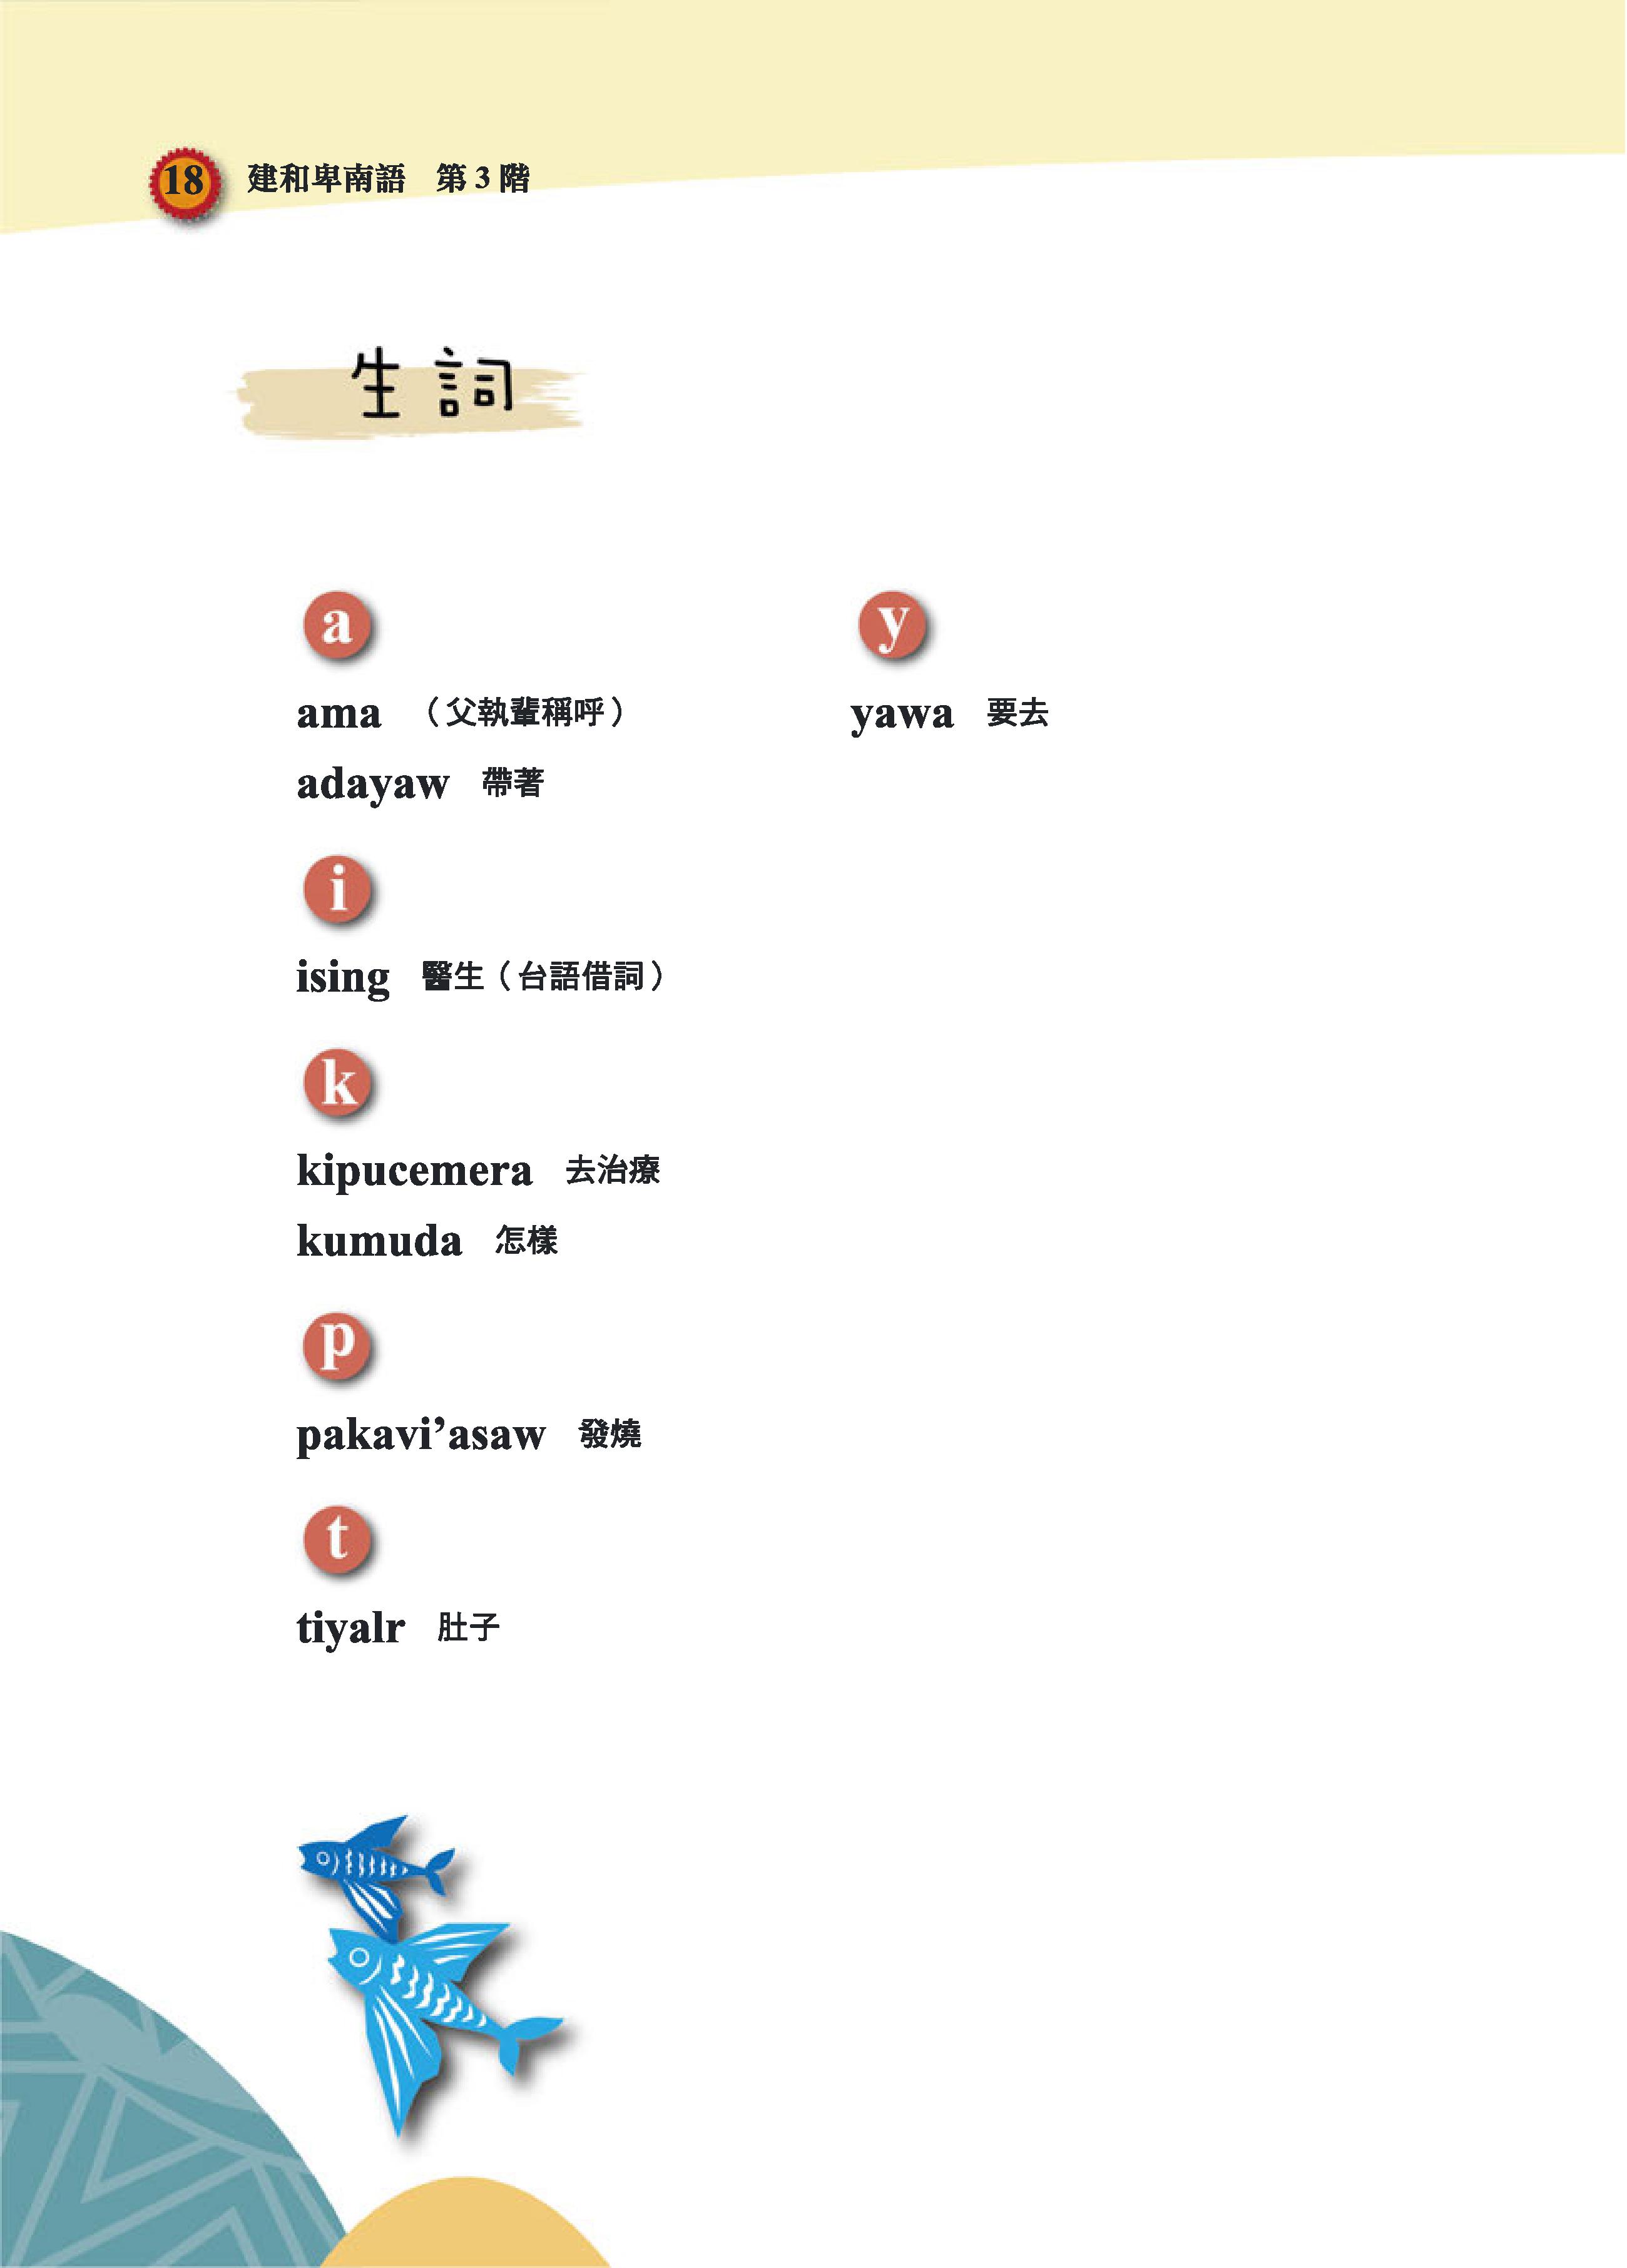 18 建和卑南語 第 3 階
生詞
a
ama （父執輩稱呼）
adayaw 帶著
i
ising 醫生（台語借詞）
k
kipucemera 去治療
kumuda 怎樣
p
pakavi’asaw 發燒
t
tiyalr 肚子
y
yawa 要去